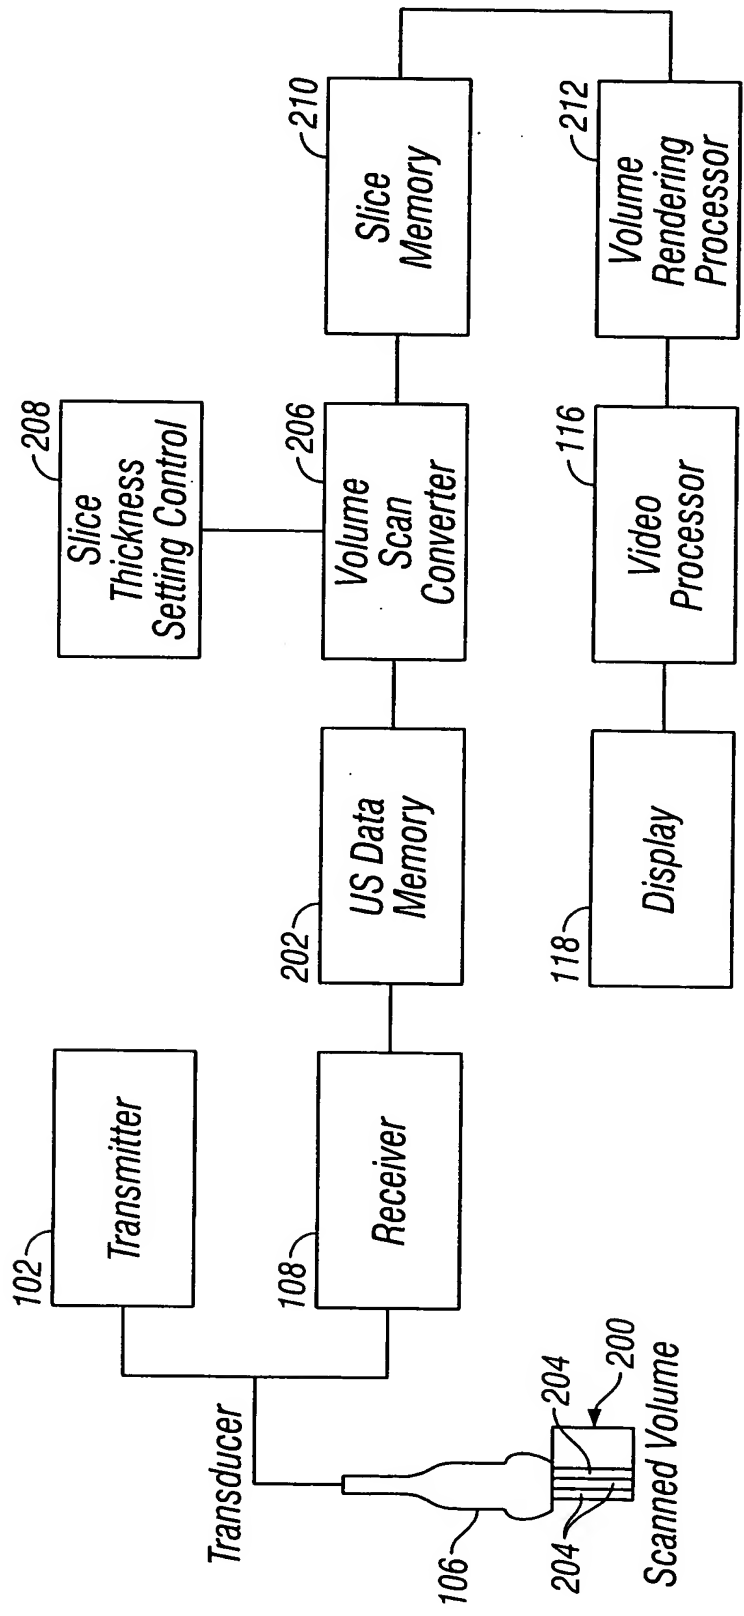 102
Transmitter
Transducer
108
Receiver
106
204
204
200
Scanned Volume
202
US Data
Memory
208
Slice
Thickness
Setting Control
206
Volume
Scan
Converter
210
Slice
Memory
212
Volume
Rendering
Processor
116
Video
Processor
118
Display